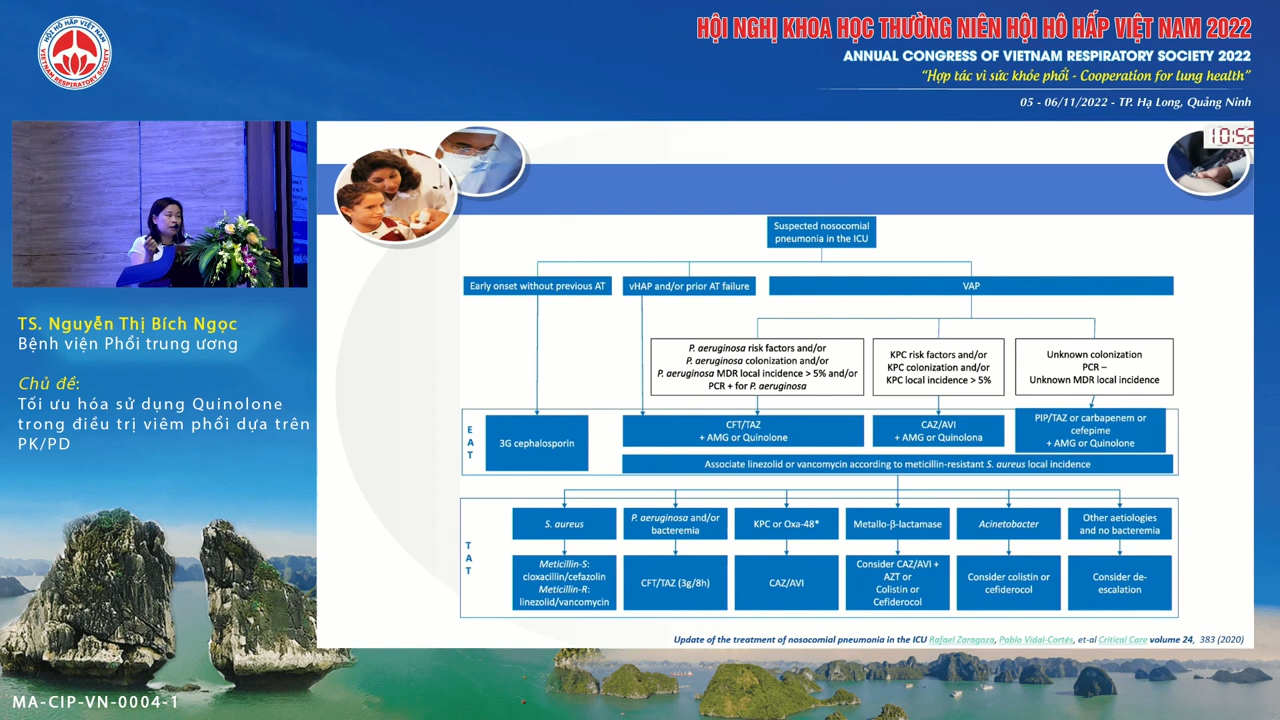 HỘI HÔ HẤP VIỆT NAM
VIETNAM RESPIRATORY SOCIETY
HỘI NGHỊ KHOA HỌC THƯỜNG NIÊN HỘI HÔ HẤP VIỆT NAM 2022
ANNUAL CONGRESS OF VIETNAM RESPIRATORY SOCIETY 2022
“Hợp tác vì sức khỏe phổi - Cooperation for lung health”
05 - 06/11/2022 - TP. Hạ Long, Quảng Ninh
10:52
TS. Nguyễn Thị Bích Ngọc
Bệnh viện Phổi trung ương
Chủ đề:
Tối ưu hóa sử dụng Quinolone
trong điều trị viêm phổi dựa trên
PK/PD
Suspected nosocomial
pneumonia in the ICU
Early onset without previous AT
vHAP and/or prior AT failure
VAP
P. aeruginosa risk factors and/or
P. aeruginosa colonization and/or
P. aeruginosa MDR local incidence > 5% and/or
PCR + for P. aeruginosa
KPC risk factors and/or
KPC colonization and/or
KPC local incidence > 5%
Unknown colonization
PCR –
Unknown MDR local incidence
E
A
T
3G cephalosporin
CFT/TAZ
+ AMG or Quinolone
CAZ/AVI
+ AMG or Quinolona
PIP/TAZ or carbapenem or
cefepime
+ AMG or Quinolone
Associate linezolid or vancomycin according to meticillin-resistant S. aureus local incidence
T
A
T
S. aureus
P. aeruginosa and/or
bacteremia
KPC or Oxa-48*
Metallo-β-lactamase
Acinetobacter
Other aetiologies
and no bacteremia
Meticillin-S:
cloxacillin/cefazolin
Meticillin-R:
linezolid/vancomycin
CFT/TAZ (3g/8h)
CAZ/AVI
Consider CAZ/AVI +
AZT or
Colistin or
Cefiderocol
Consider colistin or
cefiderocol
Consider de-
escalation
Update of the treatment of nosocomial pneumonia in the ICU Rafael Zaragoza, Pablo Vidal-Cortés, et-al Critical Care volume 24, 383 (2020)
MA-CIP-VN-0004-1